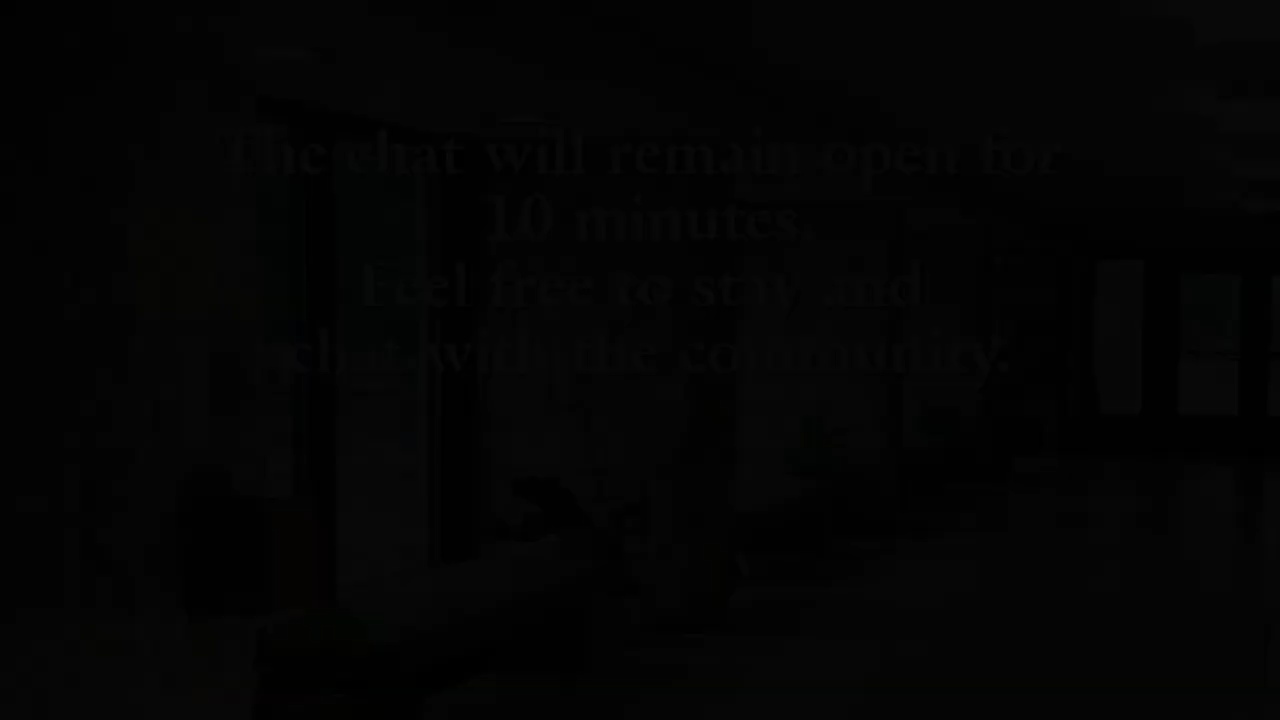 The chat will remain open for
10 minutes.
Feel free to stay and
chat with the community.